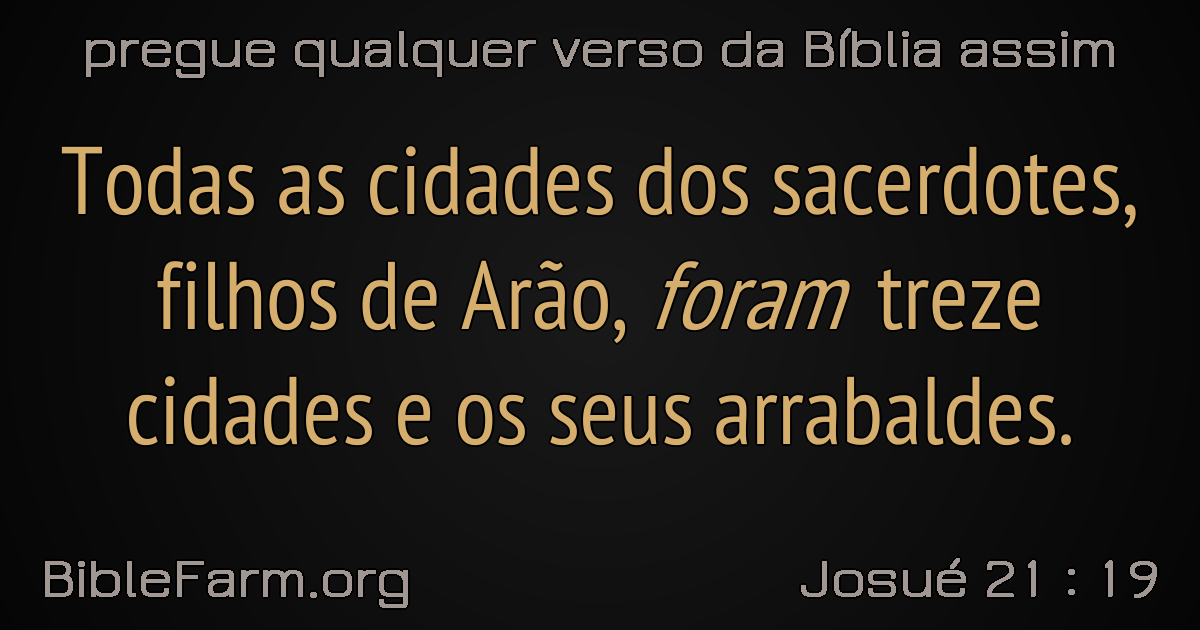 pregue qualquer verso da Bíblia assim
Todas as cidades dos sacerdotes,
filhos de Arão, foram treze
cidades e os seus arrabaldes.
BibleFarm.org
Josué 21 : 19